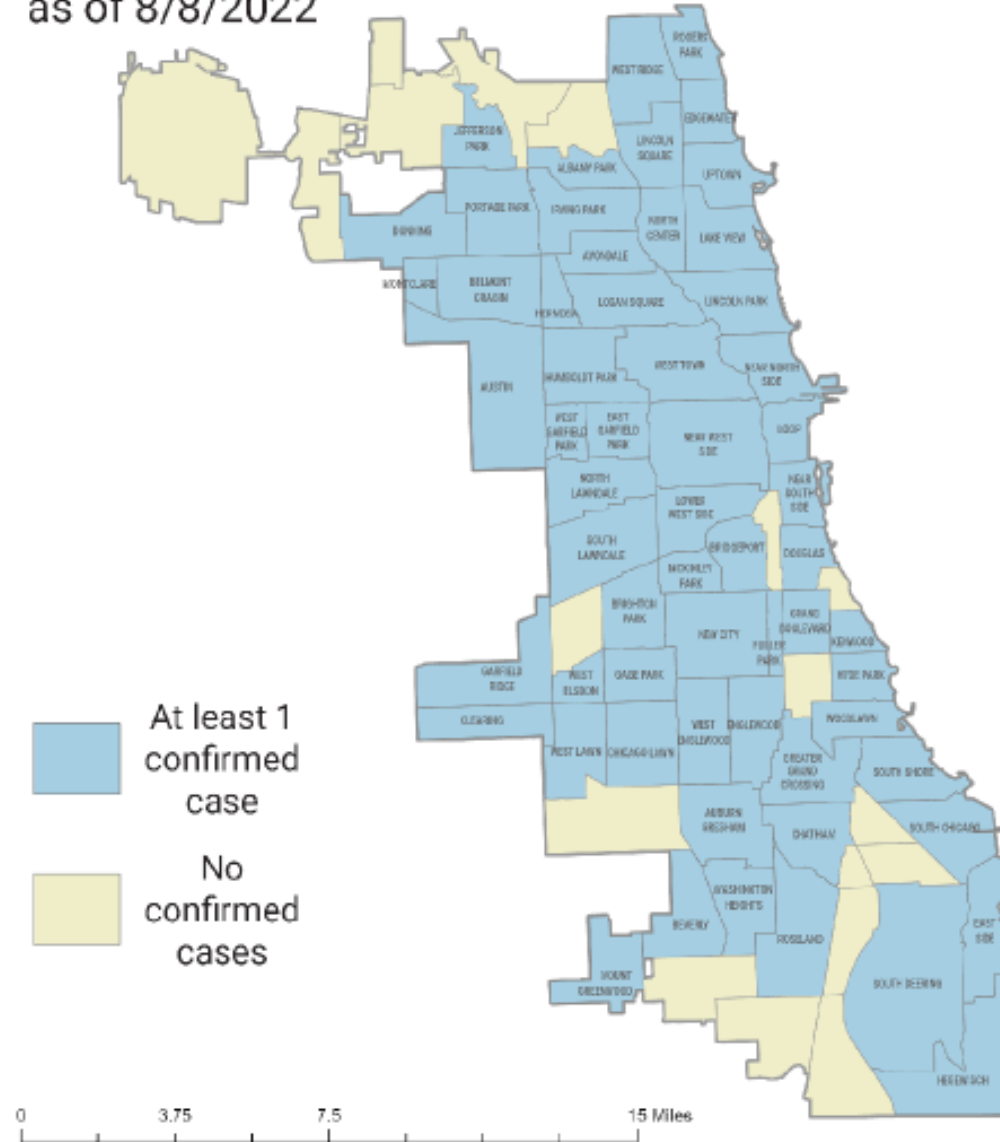 as of 8/8/2022
ROGERS
PARK
WEST RIDGE
EDGEWATER
LINCOLN
SQUARE
JEFFERSON
PARK
ALBANY PARK
UPTOWN
PORTAGE PARK
IRVING PARK
NORTH
CENTER
LAKE VIEW
DUNNING
AVONDALE
MONTCLARE
BELMONT
CRAGIN
HERMOSA
LOGAN SQUARE
LINCOLN PARK
WEST TOWN
NEAR NORTH
SIDE
HUMBOLDT PARK
AUSTIN
WEST
GARFIELD
PARK
EAST
GARFIELD
PARK
LOOP
NEAR WEST
SIDE
NORTH
LAWNDALE
NEAR
SOUTH
SIDE
LOWER
WEST SIDE
SOUTH
LAWNDALE
BRIDGEPORT
DOUGLAS
MCKINLEY
PARK
BRIGHTON
PARK
NEW CITY
GRAND
BOULEVARD
KENWOOD
FULLER
PARK
GARFIELD
RIDGE
WEST
ELSDON
GAGE PARK
HYDE PARK
CLEARING
WEST
ENGLEWOOD
ENGLEWOOD
WOODLAWN
WEST LAWN
CHICAGO LAWN
GREATER
GRAND
CROSSING
SOUTH SHORE
AUBURN
GRESHAM
CHATHAM
SOUTH CHICAGO
WASHINGTON
HEIGHTS
BEVERLY
ROSELAND
EAST
SIDE
MOUNT
GREENWOOD
SOUTH DEERING
HEGEWISCH
At least 1
confirmed
case
No
confirmed
cases
0 3.75 7.5 15 Miles